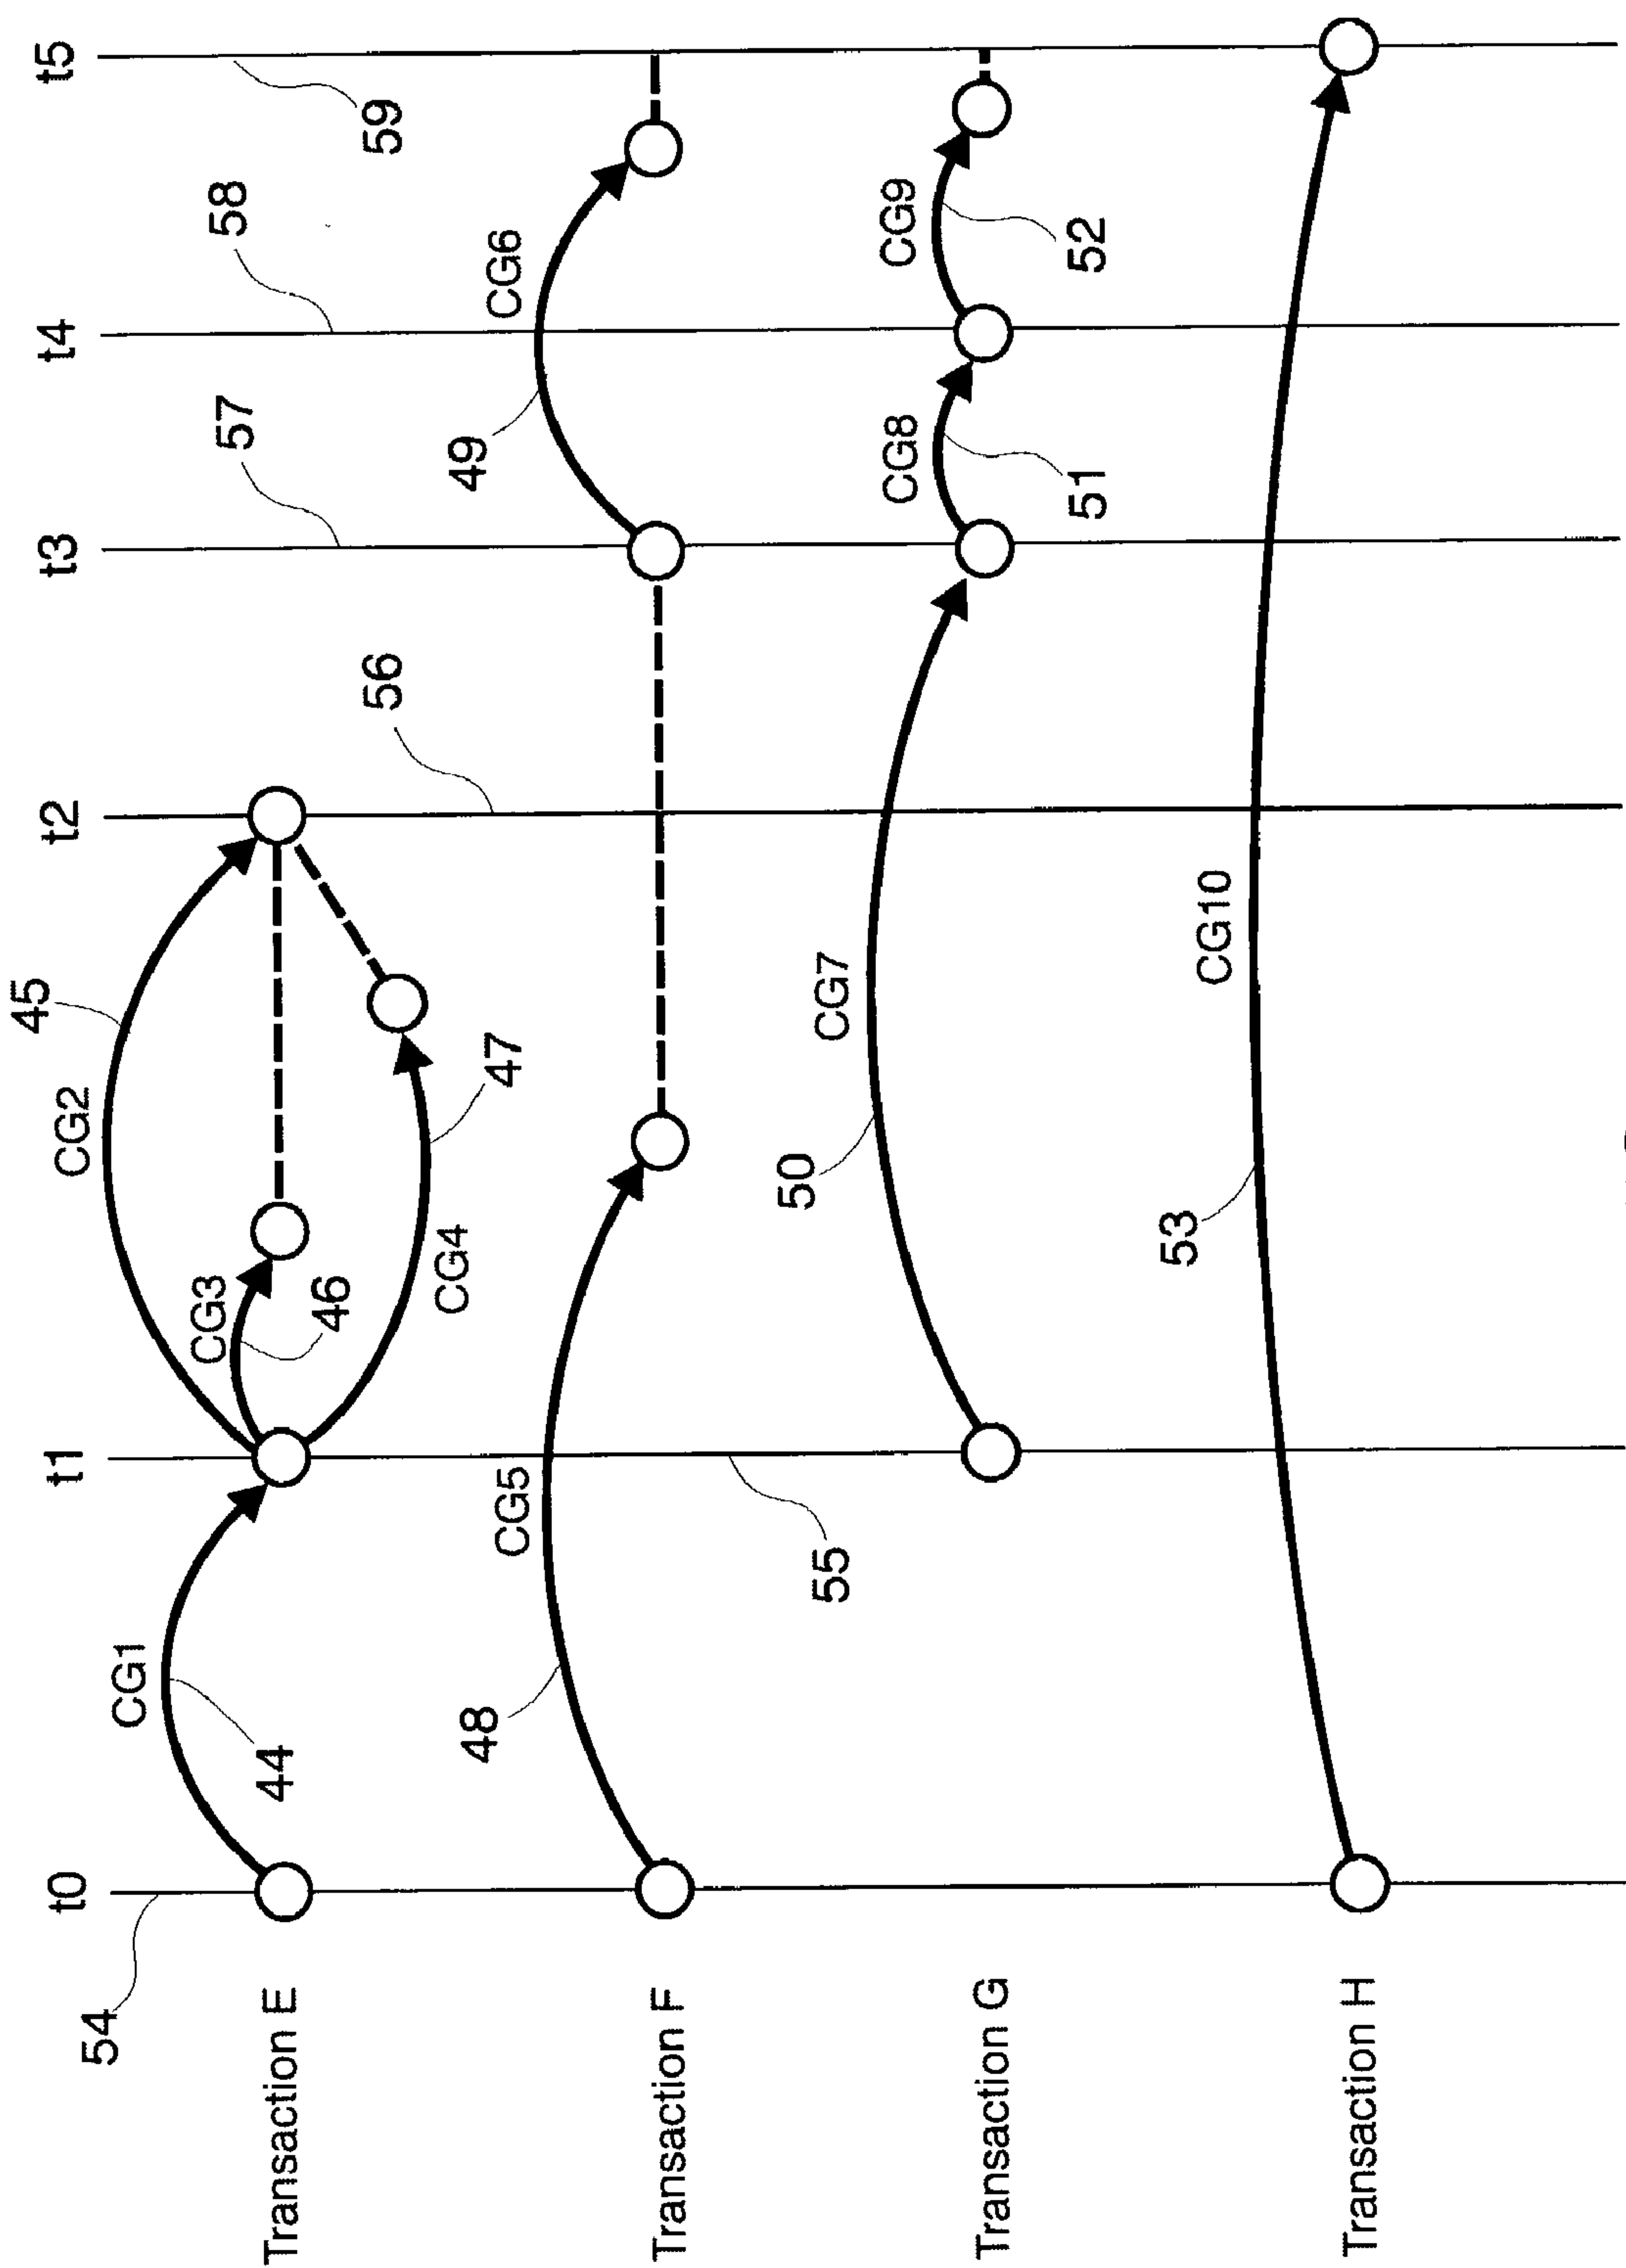 t0
t1
t2
t3
t4
t5
54
55
56
57
58
59
Transaction E
CG1
44
CG2
45
CG3
46
CG4
47
Transaction F
CG5
48
CG6
49
Transaction G
CG7
50
CG8
51
CG9
52
Transaction H
CG10
53